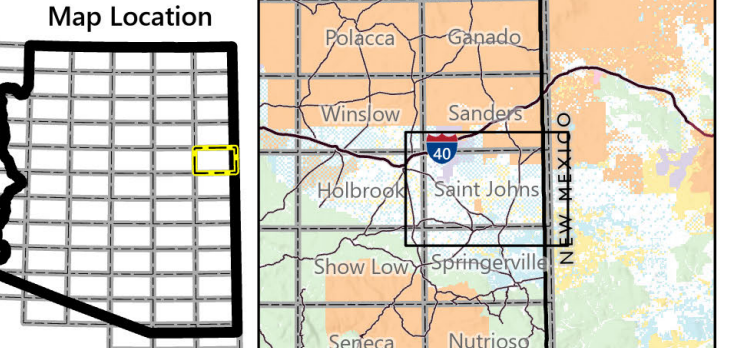 Map Location
Polacca Ganado
Winslow Sanders
40
Holbrook Saint Johns
NEW MEXICO
Show Low Springerville
Seneca Nutrioso